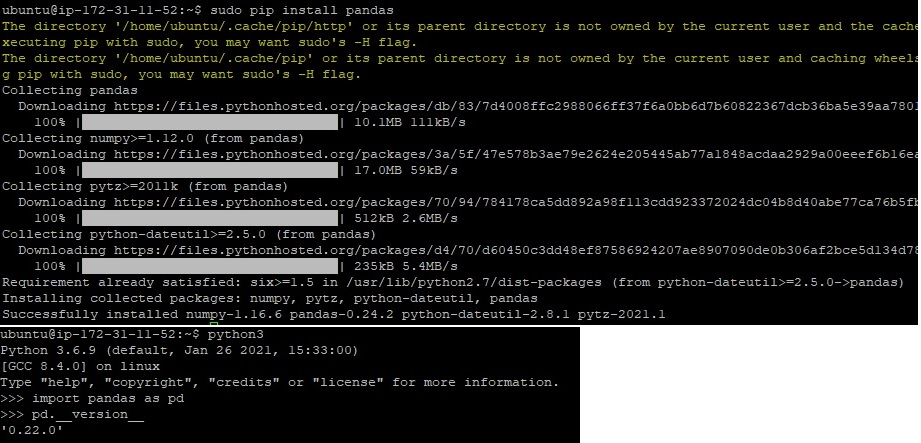 ubuntu@ip-172-31-11-52:~$ sudo pip install pandas
The directory '/home/ubuntu/.cache/pip/http' or its parent directory is not owned by the current user and the cache
xecuting pip with sudo, you may want sudo's -H flag.
The directory '/home/ubuntu/.cache/pip' or its parent directory is not owned by the current user and caching wheels
g pip with sudo, you may want sudo's -H flag.
Collecting pandas
  Downloading https://files.pythonhosted.org/packages/db/83/7d4008ffc2988066ff37f6a0bb6d7b60822367dcb36ba5e39aa7801
    100% |                                | 10.1MB 111kB/s
Collecting numpy>=1.12.0 (from pandas)
  Downloading https://files.pythonhosted.org/packages/3a/5f/47e578b3ae79e2624e205445ab77a1848acdaa2929a00eeef6b16ea
    100% |                                | 17.0MB 59kB/s
Collecting pytz>=2011k (from pandas)
  Downloading https://files.pythonhosted.org/packages/70/94/784178ca5dd892a98f113cdd923372024dc04b8d40abe77ca76b5fb
    100% |                                | 512kB 2.6MB/s
Collecting python-dateutil>=2.5.0 (from pandas)
  Downloading https://files.pythonhosted.org/packages/d4/70/d60450c3dd48ef87586924207ae8907090de0b306af2bce5d134d78
    100% |                                | 235kB 5.4MB/s
Requirement already satisfied: six>=1.5 in /usr/lib/python2.7/dist-packages (from python-dateutil>=2.5.0->pandas)
Installing collected packages: numpy, pytz, python-dateutil, pandas
Successfully installed numpy-1.16.6 pandas-0.24.2 python-dateutil-2.8.1 pytz-2021.1
ubuntu@ip-172-31-11-52:~$ python3
Python 3.6.9 (default, Jan 26 2021, 15:33:00)
[GCC 8.4.0] on linux
Type "help", "copyright", "credits" or "license" for more information.
>>> import pandas as pd
>>> pd.__version__
'0.22.0'